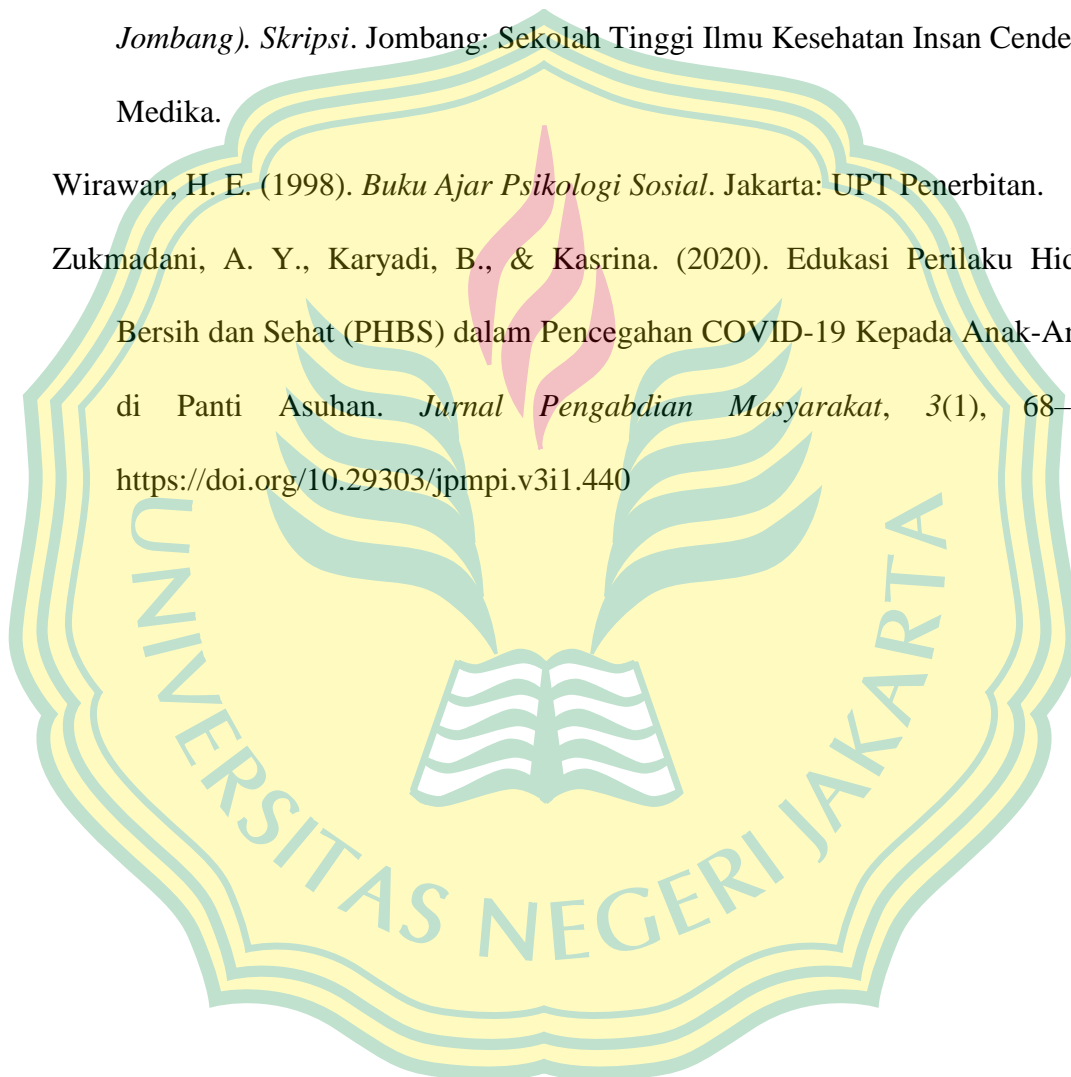 Jombang). Skripsi. Jombang: Sekolah Tinggi Ilmu Kesehatan Insan Cende
Medika.
Wirawan, H. E. (1998). Buku Ajar Psikologi Sosial. Jakarta: UPT Penerbitan.
Zukmadani, A. Y., Karyadi, B., & Kasrina. (2020). Edukasi Perilaku Hid
Bersih dan Sehat (PHBS) dalam Pencegahan COVID-19 Kepada Anak-An
di Panti Asuhan. Jurnal Pengabdian Masyarakat, 3(1), 68–
https://doi.org/10.29303/jpmpi.v3i1.440
UNIVERSITAS NEGERI JAKARTA